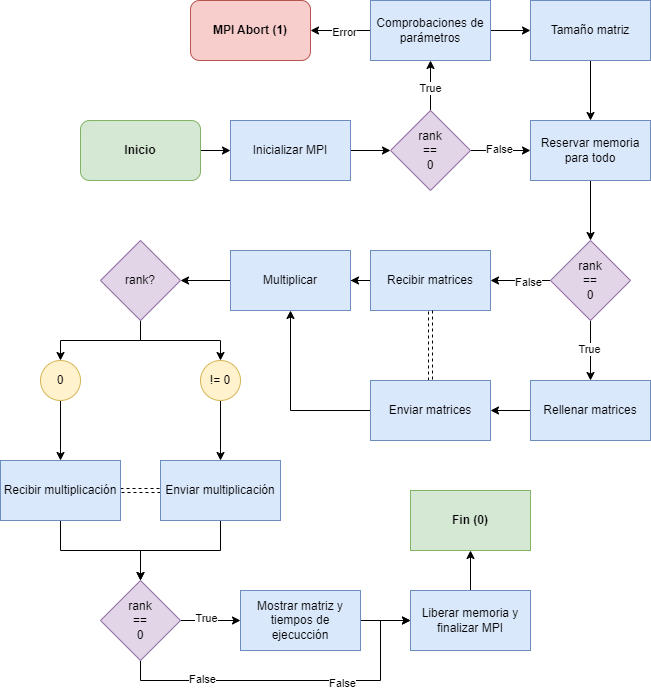 MPI Abort (1)
Error
Comprobaciones de
parámetros
Tamaño matriz
True
Inicio
Inicializar MPI
rank
==
0
False
Reservar memoria
para todo
rank?
Multiplicar
Recibir matrices
False
rank
==
0
True
0
!= 0
Enviar matrices
Rellenar matrices
Recibir multiplicación
Enviar multiplicación
Fin (0)
rank
==
0
True
Mostrar matriz y
tiempos de
ejecucción
Liberar memoria y
finalizar MPI
False
False